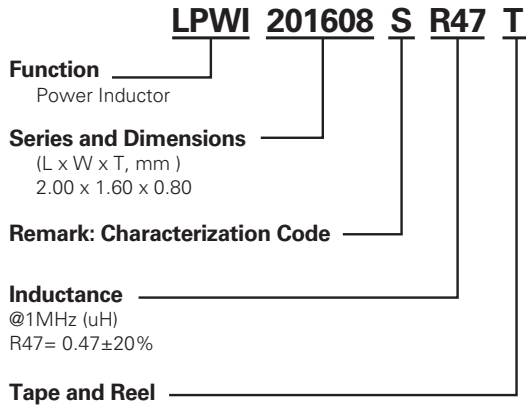 LPWI 201608 S R47 T
Function
Power Inductor
Series and Dimensions
(L x W x T, mm )
2.00 x 1.60 x 0.80
Remark: Characterization Code
Inductance
@1MHz (uH)
R47= 0.47±20%
Tape and Reel